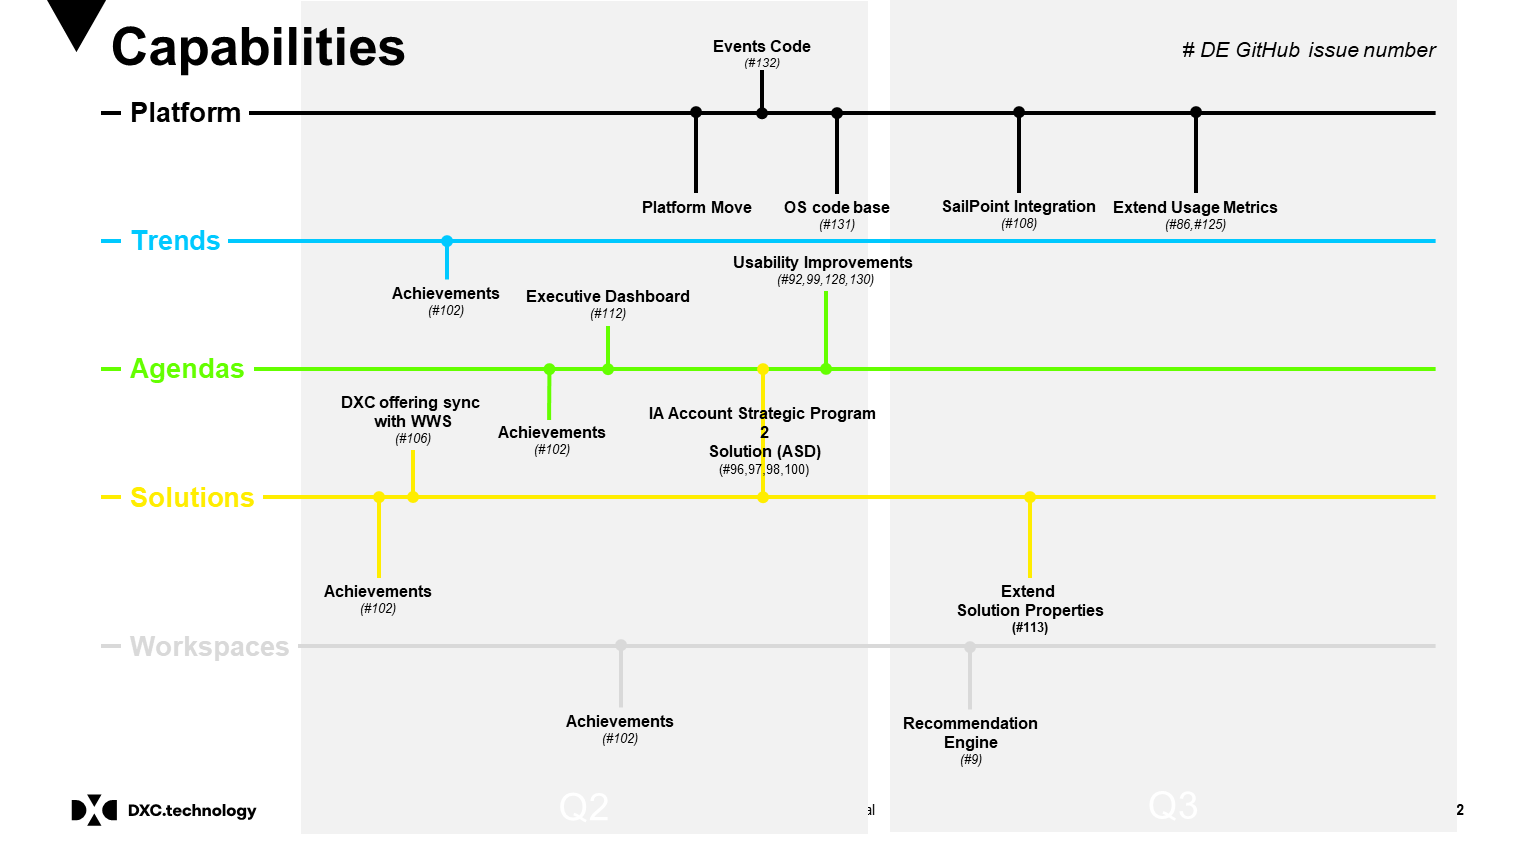 Capabilities
# DE GitHub issue number
Events Code
(#132)
Platform
Platform Move
OS code base
(#131)
SailPoint Integration
(#108)
Extend Usage Metrics
(#86,#125)
Trends
Achievements
(#102)
Usability Improvements
(#92,99,128,130)
Executive Dashboard
(#112)
Agendas
DXC offering sync
with WWS
(#106)
Achievements
(#102)
IA Account Strategic Program
2
Solution (ASD)
(#96,97,98,100)
Solutions
Achievements
(#102)
Extend
Solution Properties
(#113)
Workspaces
Achievements
(#102)
Recommendation
Engine
(#9)
DXC.technology
Q2
Q3
2